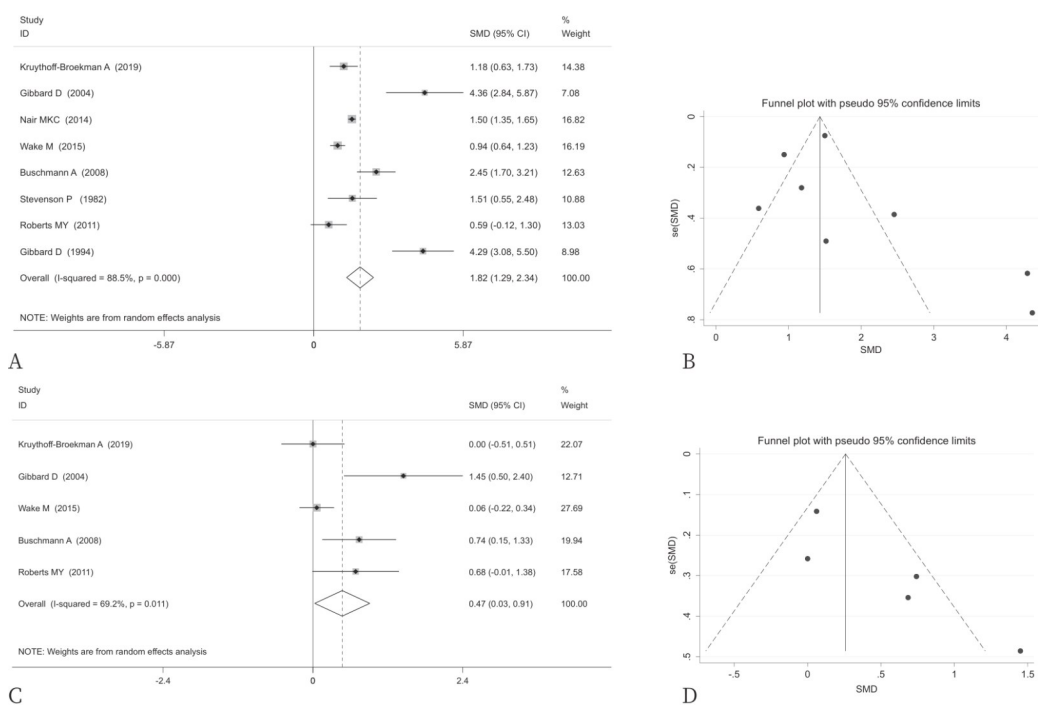 Study %
ID SMD (95% CI) Weight
Kruythoff-Broekman A (2019) 1.18 (0.63, 1.73) 14.38
Gibbard D (2004) 4.36 (2.84, 5.87) 7.08
Nair MKC (2014) 1.50 (1.35, 1.65) 16.82
Wake M (2015) 0.94 (0.64, 1.23) 16.19
Buschmann A (2008) 2.45 (1.70, 3.21) 12.63
Stevenson P (1982) 1.51 (0.55, 2.48) 10.88
Roberts MY (2011) 0.59 (-0.12, 1.30) 13.03
Gibbard D (1994) 4.29 (3.08, 5.50) 8.98
Overall (I-squared = 88.5%, p = 0.000) 1.82 (1.29, 2.34) 100.00
NOTE: Weights are from random effects analysis
-5.87 0 5.87
A
Funnel plot with pseudo 95% confidence limits
se(SMD)
0
.2
.4
.6
.8
0 1 2 3 4
SMD
B
Study %
ID SMD (95% CI) Weight
Kruythoff-Broekman A (2019) 0.00 (-0.51, 0.51) 22.07
Gibbard D (2004) 1.45 (0.50, 2.40) 12.71
Wake M (2015) 0.06 (-0.22, 0.34) 27.69
Buschmann A (2008) 0.74 (0.15, 1.33) 19.94
Roberts MY (2011) 0.68 (-0.01, 1.38) 17.58
Overall (I-squared = 69.2%, p = 0.011) 0.47 (0.03, 0.91) 100.00
NOTE: Weights are from random effects analysis
-2.4 0 2.4
C
Funnel plot with pseudo 95% confidence limits
se(SMD)
0
.1
.2
.3
.4
.5
-.5 0 .5 1 1.5
SMD
D